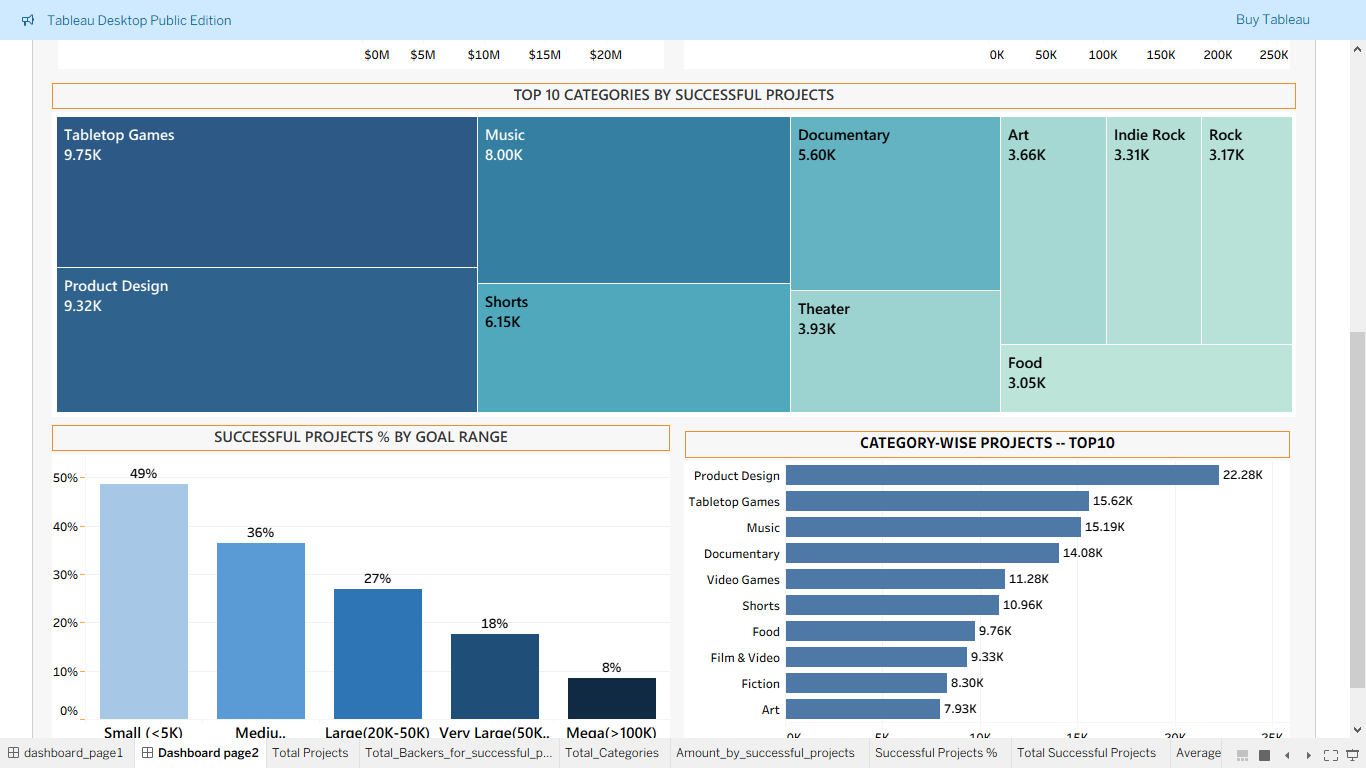 Tableau Desktop Public Edition
Buy Tableau
$0M $5M $10M $15M $20M
0K 50K 100K 150K 200K 250K
TOP 10 CATEGORIES BY SUCCESSFUL PROJECTS
Tabletop Games
9.75K
Product Design
9.32K
Music
8.00K
Shorts
6.15K
Documentary
5.60K
Theater
3.93K
Art
3.66K
Indie Rock
3.31K
Rock
3.17K
Food
3.05K
SUCCESSFUL PROJECTS % BY GOAL RANGE
50%
40%
30%
20%
10%
0%
49%
36%
27%
18%
8%
Small (<5K) Mediu.. Large(20K-50K) Very Large(50K.. Mega(>100K)
CATEGORY-WISE PROJECTS -- TOP10
Product Design 22.28K
Tabletop Games 15.62K
Music 15.19K
Documentary 14.08K
Video Games 11.28K
Shorts 10.96K
Food 9.76K
Film & Video 9.33K
Fiction 8.30K
Art 7.93K
0K 5K 10K 15K 20K 25K
dashboard_page1 Dashboard page2 Total Projects Total_Backers_for_successful_p... Total_Categories Amount_by_successful_projects Successful Projects % Total Successful Projects Average